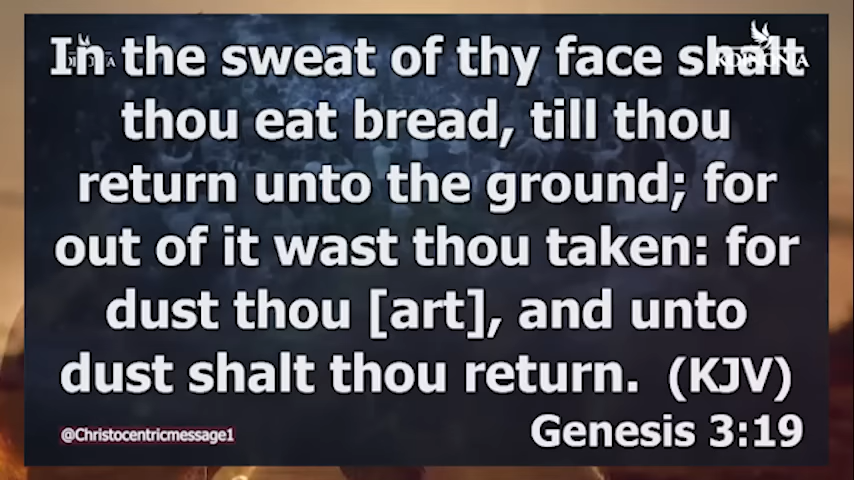 In the sweat of thy face shalt
thou eat bread, till thou
return unto the ground; for
out of it wast thou taken: for
dust thou [art], and unto
dust shalt thou return. (KJV)
Genesis 3:19
@Christocentricmessage1
KOINONIA